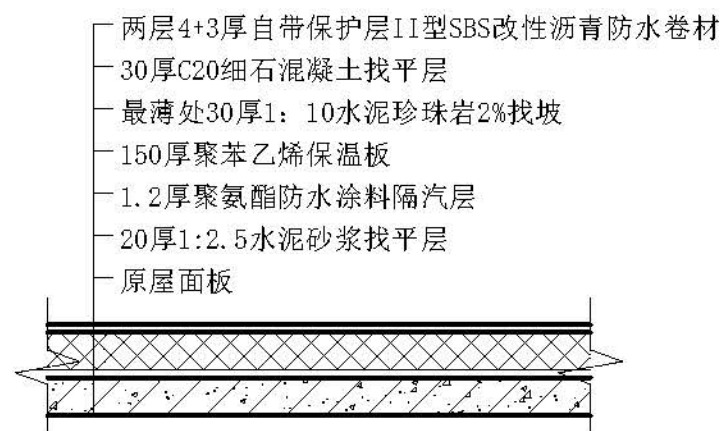 两层4+3厚自带保护层II型SBS改性沥青防水卷材
30厚C20细石混凝土找平层
最薄处30厚1：10水泥珍珠岩2%找坡
150厚聚苯乙烯保温板
1.2厚聚氨酯防水涂料隔汽层
20厚1:2.5水泥砂浆找平层
原屋面板